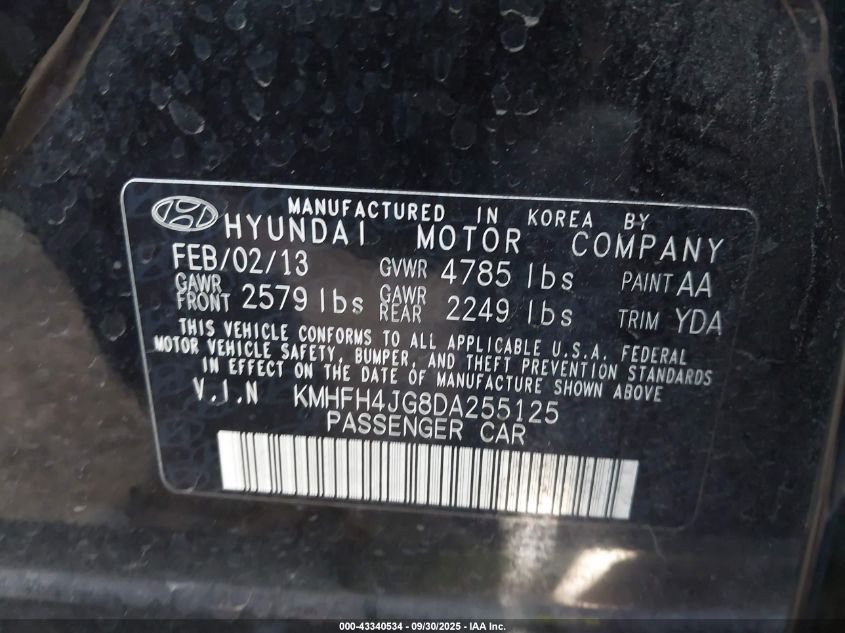 MANUFACTURED IN KOREA BY
HYUNDAI MOTOR COMPANY
FEB/02/13 GVWR 4785 lbs PAINT AA
GAWR FRONT 2579 lbs GAWR REAR 2249 lbs TRIM YDA
THIS VEHICLE CONFORMS TO ALL APPLICABLE U.S.A. FEDERAL
MOTOR VEHICLE SAFETY, BUMPER, AND THEFT PREVENTION STANDARDS
IN EFFECT ON THE DATE OF MANUFACTURE SHOWN ABOVE
V.I.N KMHFH4JG8DA255125
PASSENGER CAR
000-43340534 - 09/30/2025 - IAA Inc.